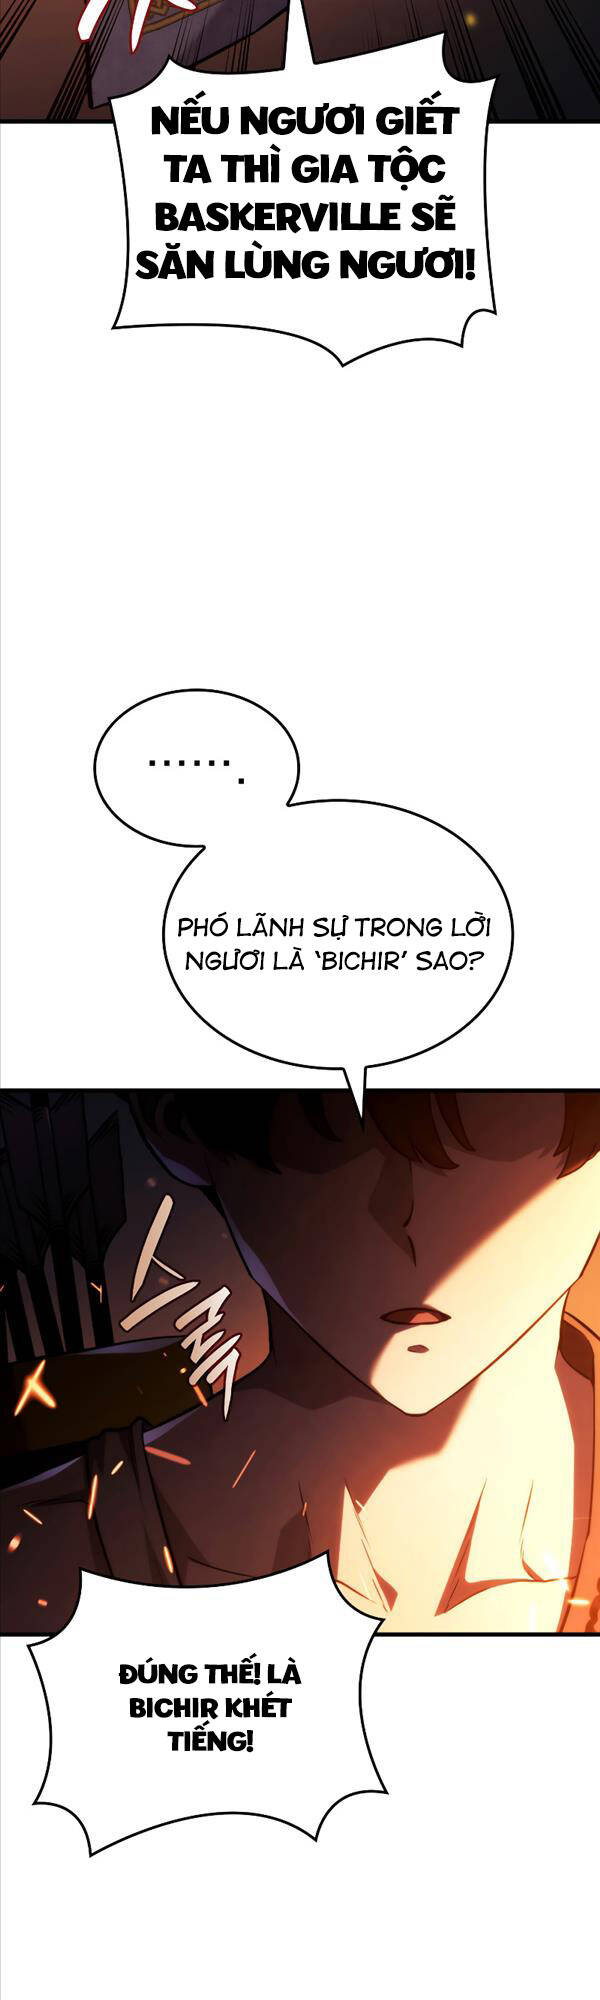 NẾU NGƯƠI GIẾT
TA THÌ GIA TỘC
BASKERVILLE SẼ
SĂN LÙNG NGƯƠI!
.......
PHÓ LÃNH SỰ TRONG LỜI
NGƯƠI LÀ ‘BICHIR’ SAO?
ĐÚNG THẾ! LÀ
BICHIR KHÉT
TIẾNG!